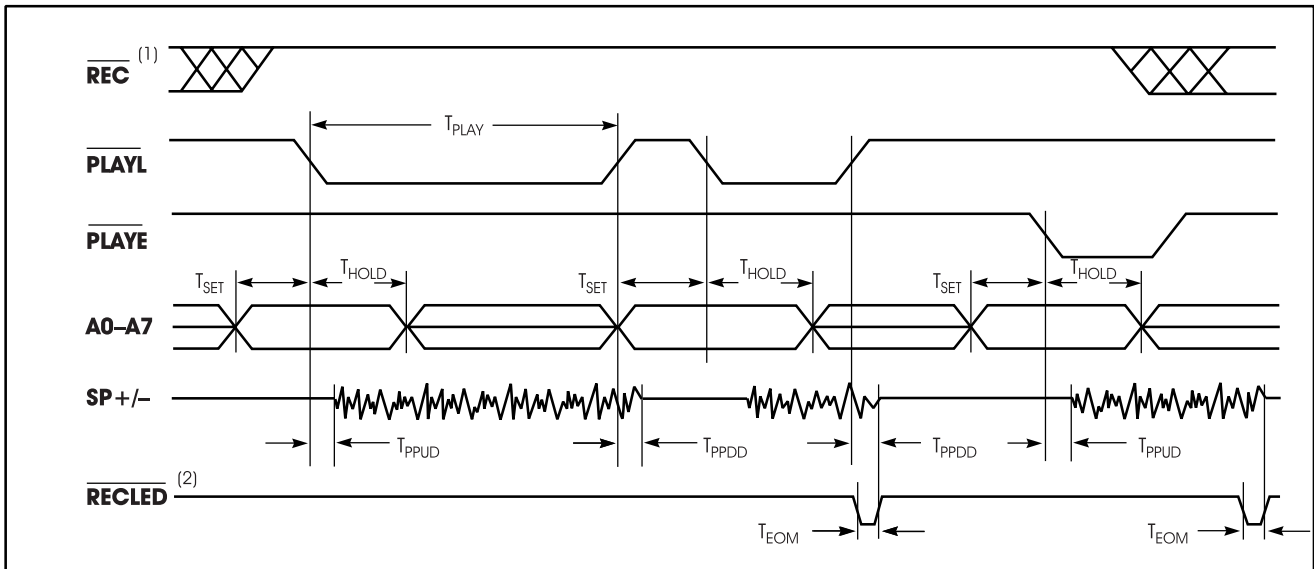 REC (1)
TPLAY
PLAYL
PLAYE
TSET THOLD TSET THOLD TSET THOLD
A0–A7
SP+/–
TPPUD TPPDD TPPDD TPPUD
RECLED (2)
TEOM TEOM